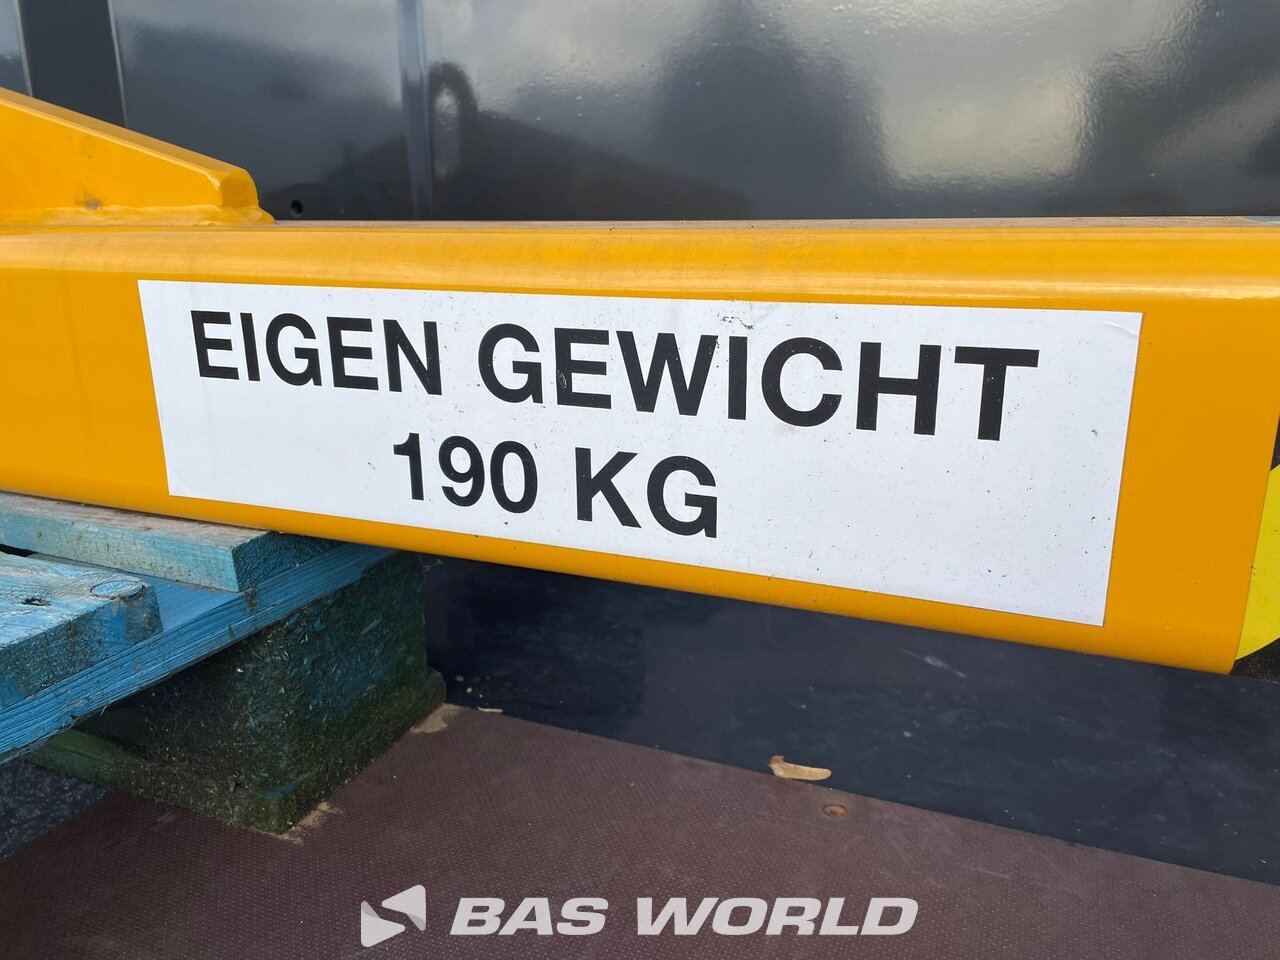 EIGEN GEWICHT
190 KG
BAS WORLD